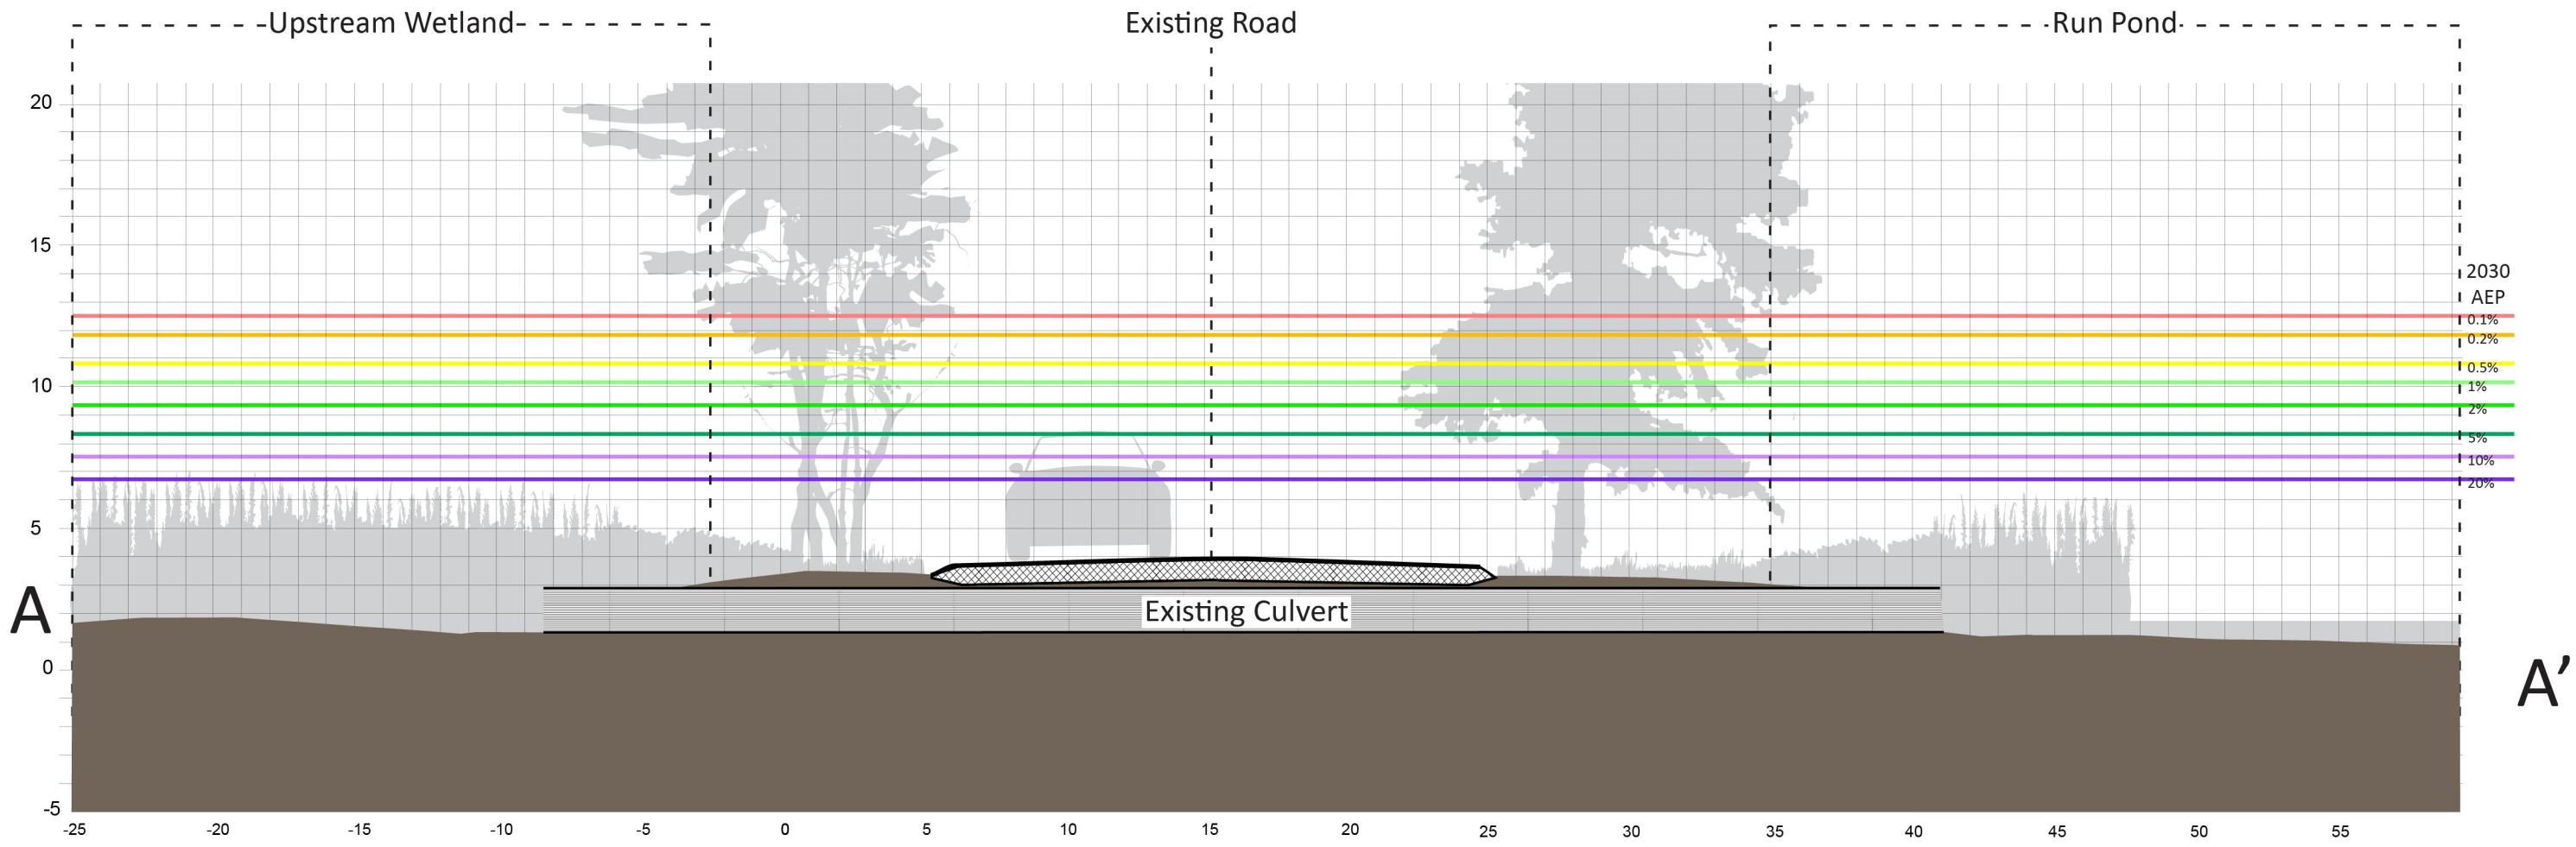 Upstream Wetland
Existing Road
Run Pond
20
15
10
5
0
-5
2030
AEP
0.1%
0.2%
0.5%
1%
2%
5%
10%
20%
A
Existing Culvert
A’
-25 -20 -15 -10 -5 0 5 10 15 20 25 30 35 40 45 50 55